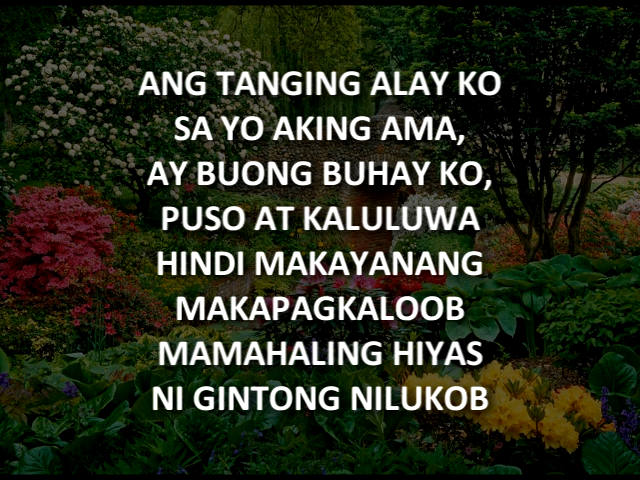 ANG TANGING ALAY KO
SA YO AKING AMA,
AY BUONG BUHAY KO,
PUSO AT KALULUWA
HINDI MAKAYANANG
MAKAPAGKALOOB
MAMAHALING HIYAS
NI GINTONG NILUKOB